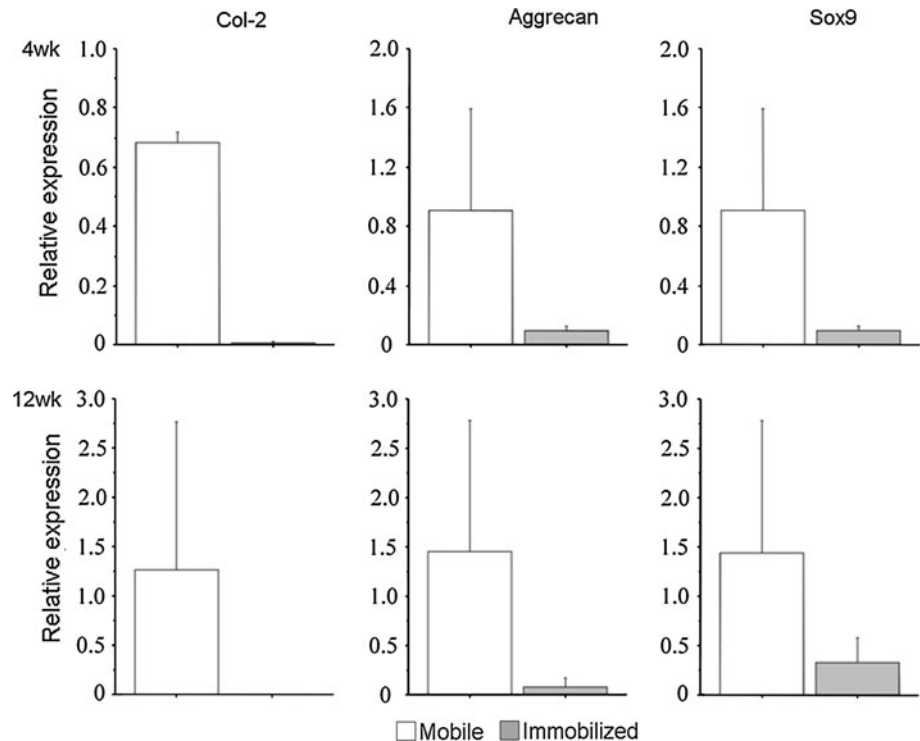 Col-2 Aggrecan Sox9
4wk 1.0 2.0 2.0
0.8 1.6 1.6
0.6 1.2 1.2
0.4 0.8 0.8
0.2 0.4 0.4
0 0 0
Relative expression
12wk 3.0 3.0 3.0
2.5 2.5 2.5
2.0 2.0 2.0
1.5 1.5 1.5
1.0 1.0 1.0
0.5 0.5 0.5
0 0 0
Relative expression
Mobile Immobilized